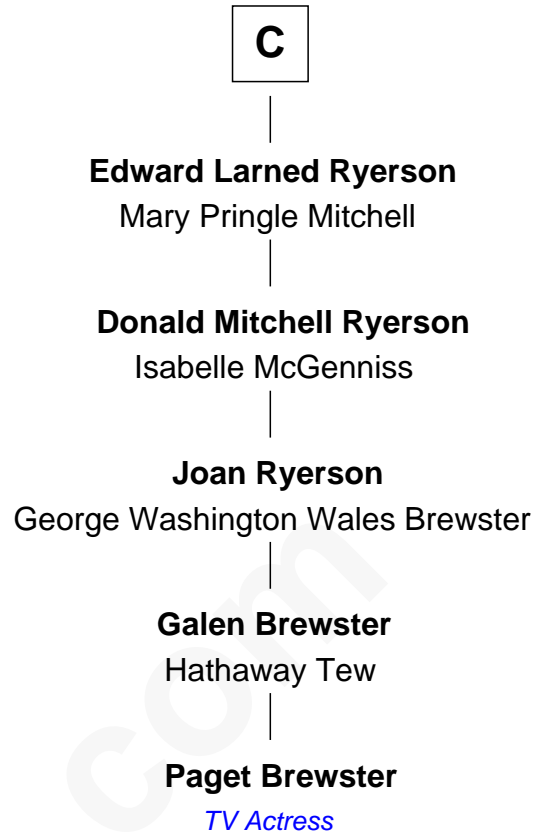 C
Edward Larned Ryerson
Mary Pringle Mitchell
Donald Mitchell Ryerson
Isabelle McGenniss
Joan Ryerson
George Washington Wales Brewster
Galen Brewster
Hathaway Tew
Paget Brewster
TV Actress
com